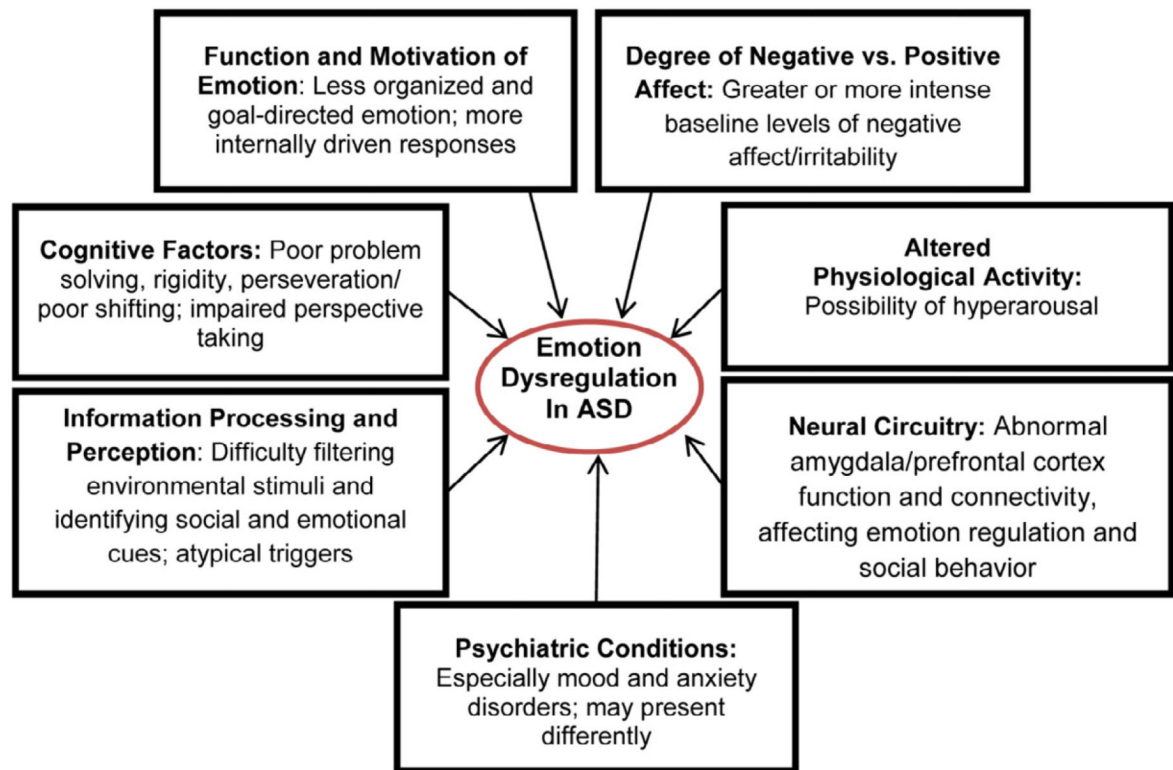 Function and Motivation of
Emotion: Less organized and
goal-directed emotion; more
internally driven responses
Degree of Negative vs. Positive
Affect: Greater or more intense
baseline levels of negative
affect/irritability
Cognitive Factors: Poor problem
solving, rigidity, perseveration/
poor shifting; impaired perspective
taking
Altered
Physiological Activity:
Possibility of hyperarousal
Emotion
Dysregulation
In ASD
Information Processing and
Perception: Difficulty filtering
environmental stimuli and
identifying social and emotional
cues; atypical triggers
Neural Circuitry: Abnormal
amygdala/prefrontal cortex
function and connectivity,
affecting emotion regulation and
social behavior
Psychiatric Conditions:
Especially mood and anxiety
disorders; may present
differently